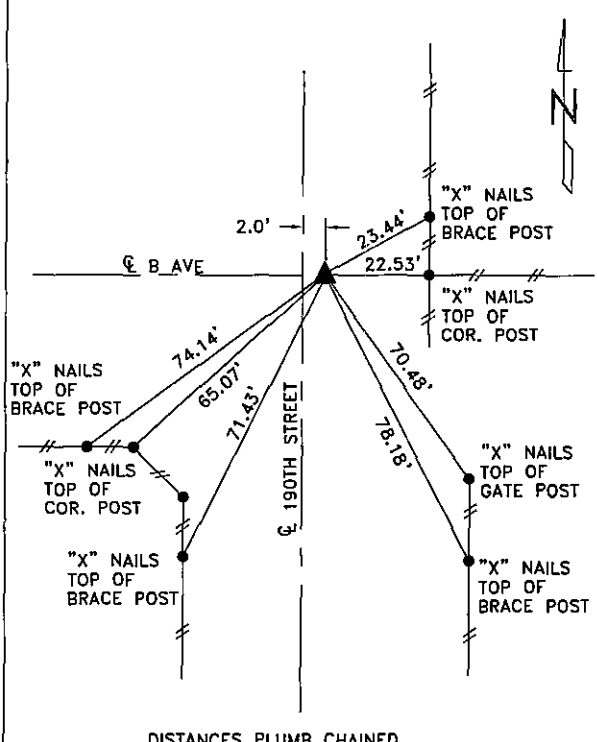 N
"X" NAILS
TOP OF
BRACE POST
2.0'
23.44'
22.53'
℄ B AVE
"X" NAILS
TOP OF
COR. POST
74.14'
65.07'
71.43'
70.48'
78.18'
"X" NAILS
TOP OF
BRACE POST
℄ 190TH STREET
"X" NAILS
TOP OF
COR. POST
"X" NAILS
TOP OF
GATE POST
"X" NAILS
TOP OF
BRACE POST
"X" NAILS
TOP OF
BRACE POST
DISTANCES PLUMB CHAINED